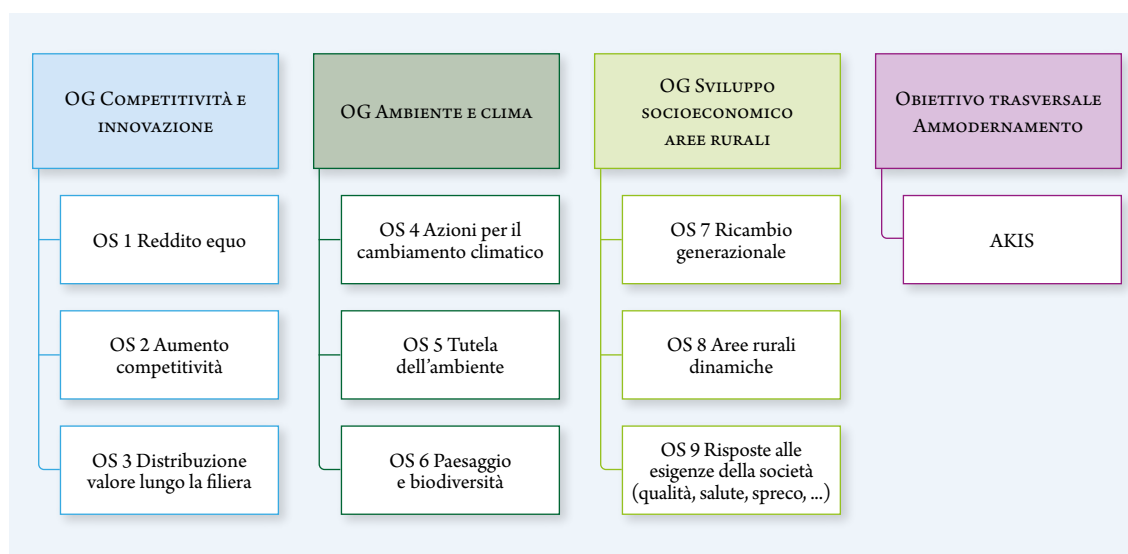 OG Competitività e
innovazione
OS 1 Reddito equo
OS 2 Aumento
competitività
OS 3 Distribuzione
valore lungo la filiera
OG Ambiente e clima
OS 4 Azioni per il
cambiamento climatico
OS 5 Tutela
dell’ambiente
OS 6 Paesaggio
e biodiversità
OG Sviluppo
socioeconomico
aree rurali
OS 7 Ricambio
generazionale
OS 8 Aree rurali
dinamiche
OS 9 Risposte alle
esigenze della società
(qualità, salute, spreco, ...)
Obiettivo trasversale
Ammodernamento
AKIS